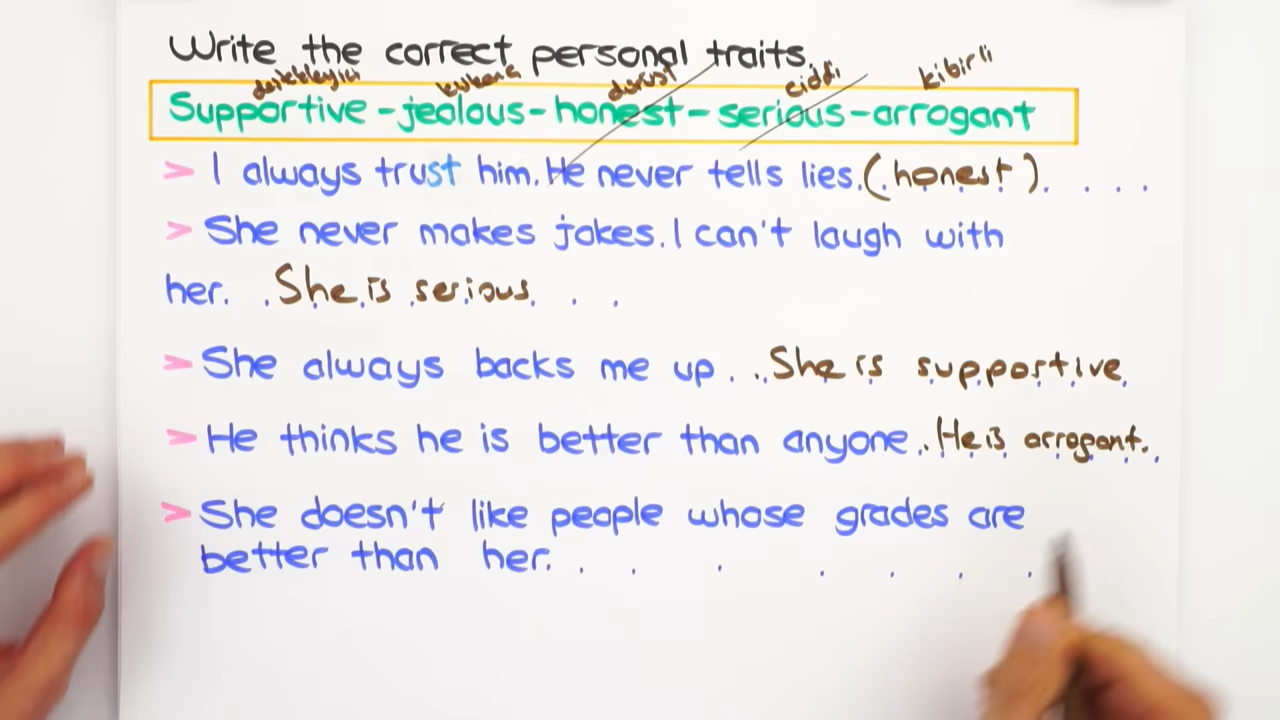 Write the correct personal traits.
destekleyici kıskanç dürüst ciddi kibirli
Supportive - jealous - honest - serious - arrogant
> I always trust him. He never tells lies. (honest). . . .
> She never makes jokes. I can't laugh with
her. . She is serious. . .
> She always backs me up. .. She is supportive.
> He thinks he is better than anyone. . He is arrogant. .
> She doesn't like people whose grades are
better than her. . . . . . . .